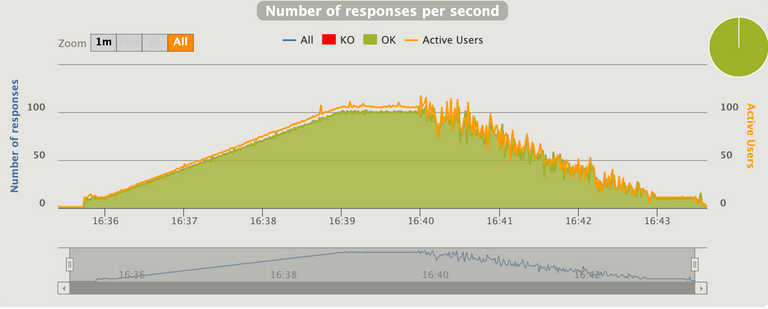 Number of responses per second
Zoom 1m 10m 1h All
All KO OK Active Users
Number of responses
Active Users
100 100
50 50
0 0
16:36 16:37 16:38 16:39 16:40 16:41 16:42 16:43
16:36 16:38 16:40 16:42